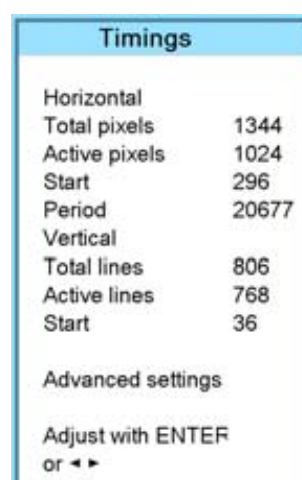 Timings
Horizontal
Total pixels 1344
Active pixels 1024
Start 296
Period 20677
Vertical
Total lines 806
Active lines 768
Start 36
Advanced settings
Adjust with ENTER
or ◄ ►